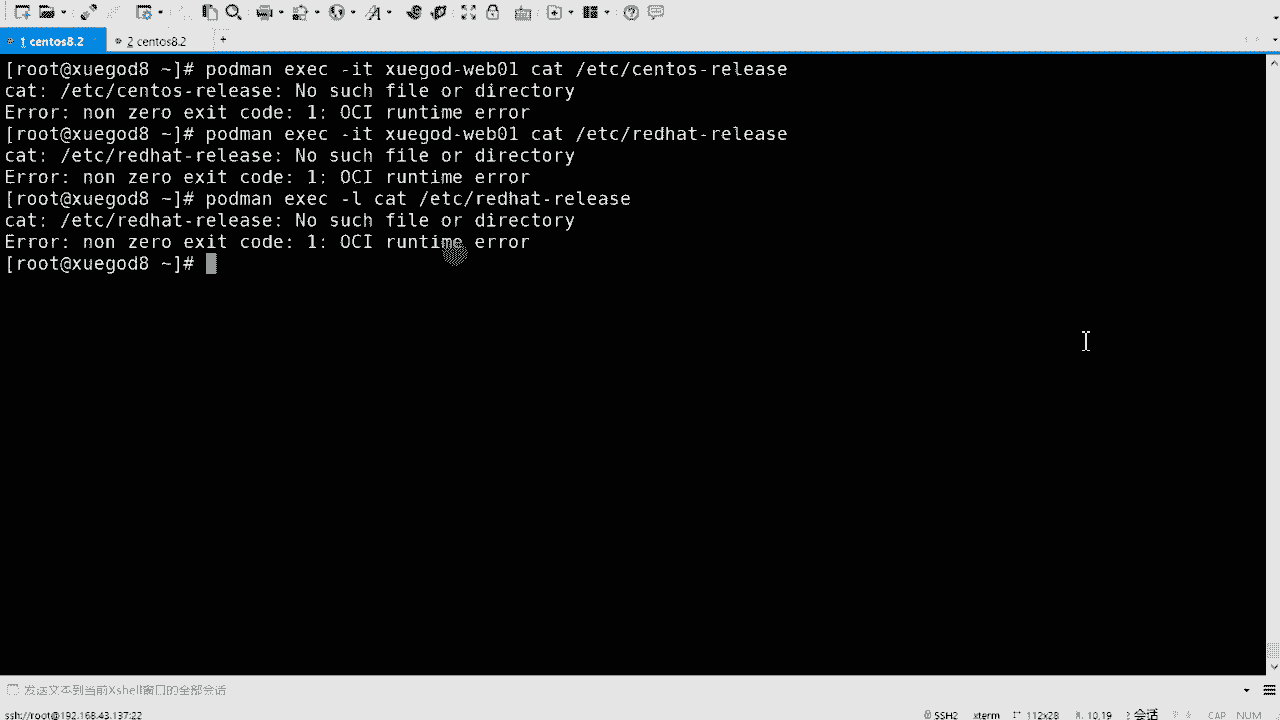 1 centos8.2
2 centos8.2
+
[root@xuegod8 ~]# podman exec -it xuegod-web01 cat /etc/centos-release
cat: /etc/centos-release: No such file or directory
Error: non zero exit code: 1: OCI runtime error
[root@xuegod8 ~]# podman exec -it xuegod-web01 cat /etc/redhat-release
cat: /etc/redhat-release: No such file or directory
Error: non zero exit code: 1: OCI runtime error
[root@xuegod8 ~]# podman exec -l cat /etc/redhat-release
cat: /etc/redhat-release: No such file or directory
Error: non zero exit code: 1: OCI runtime error
[root@xuegod8 ~]#
发送文本到当前Xshell窗口的全部会话
ssh://root@192.168.43.137:22
SSH2
xterm
112x28
10,19
2 会话
CAP
NUM